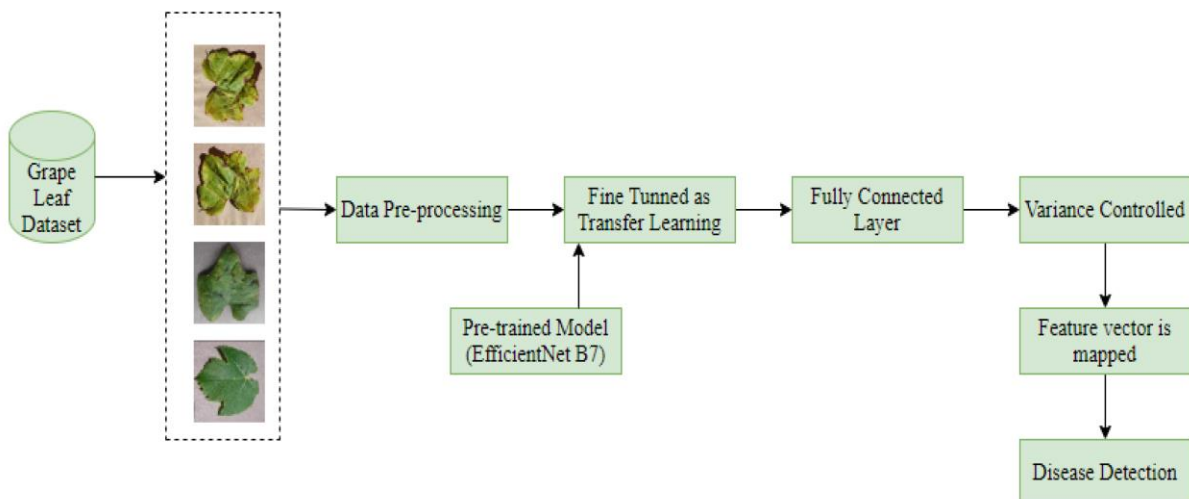 Grape
Leaf
Dataset
Data Pre-processing
Fine Tunned as
Transfer Learning
Fully Connected
Layer
Variance Controlled
Pre-trained Model
(EfficientNet B7)
Feature vector is
mapped
Disease Detection